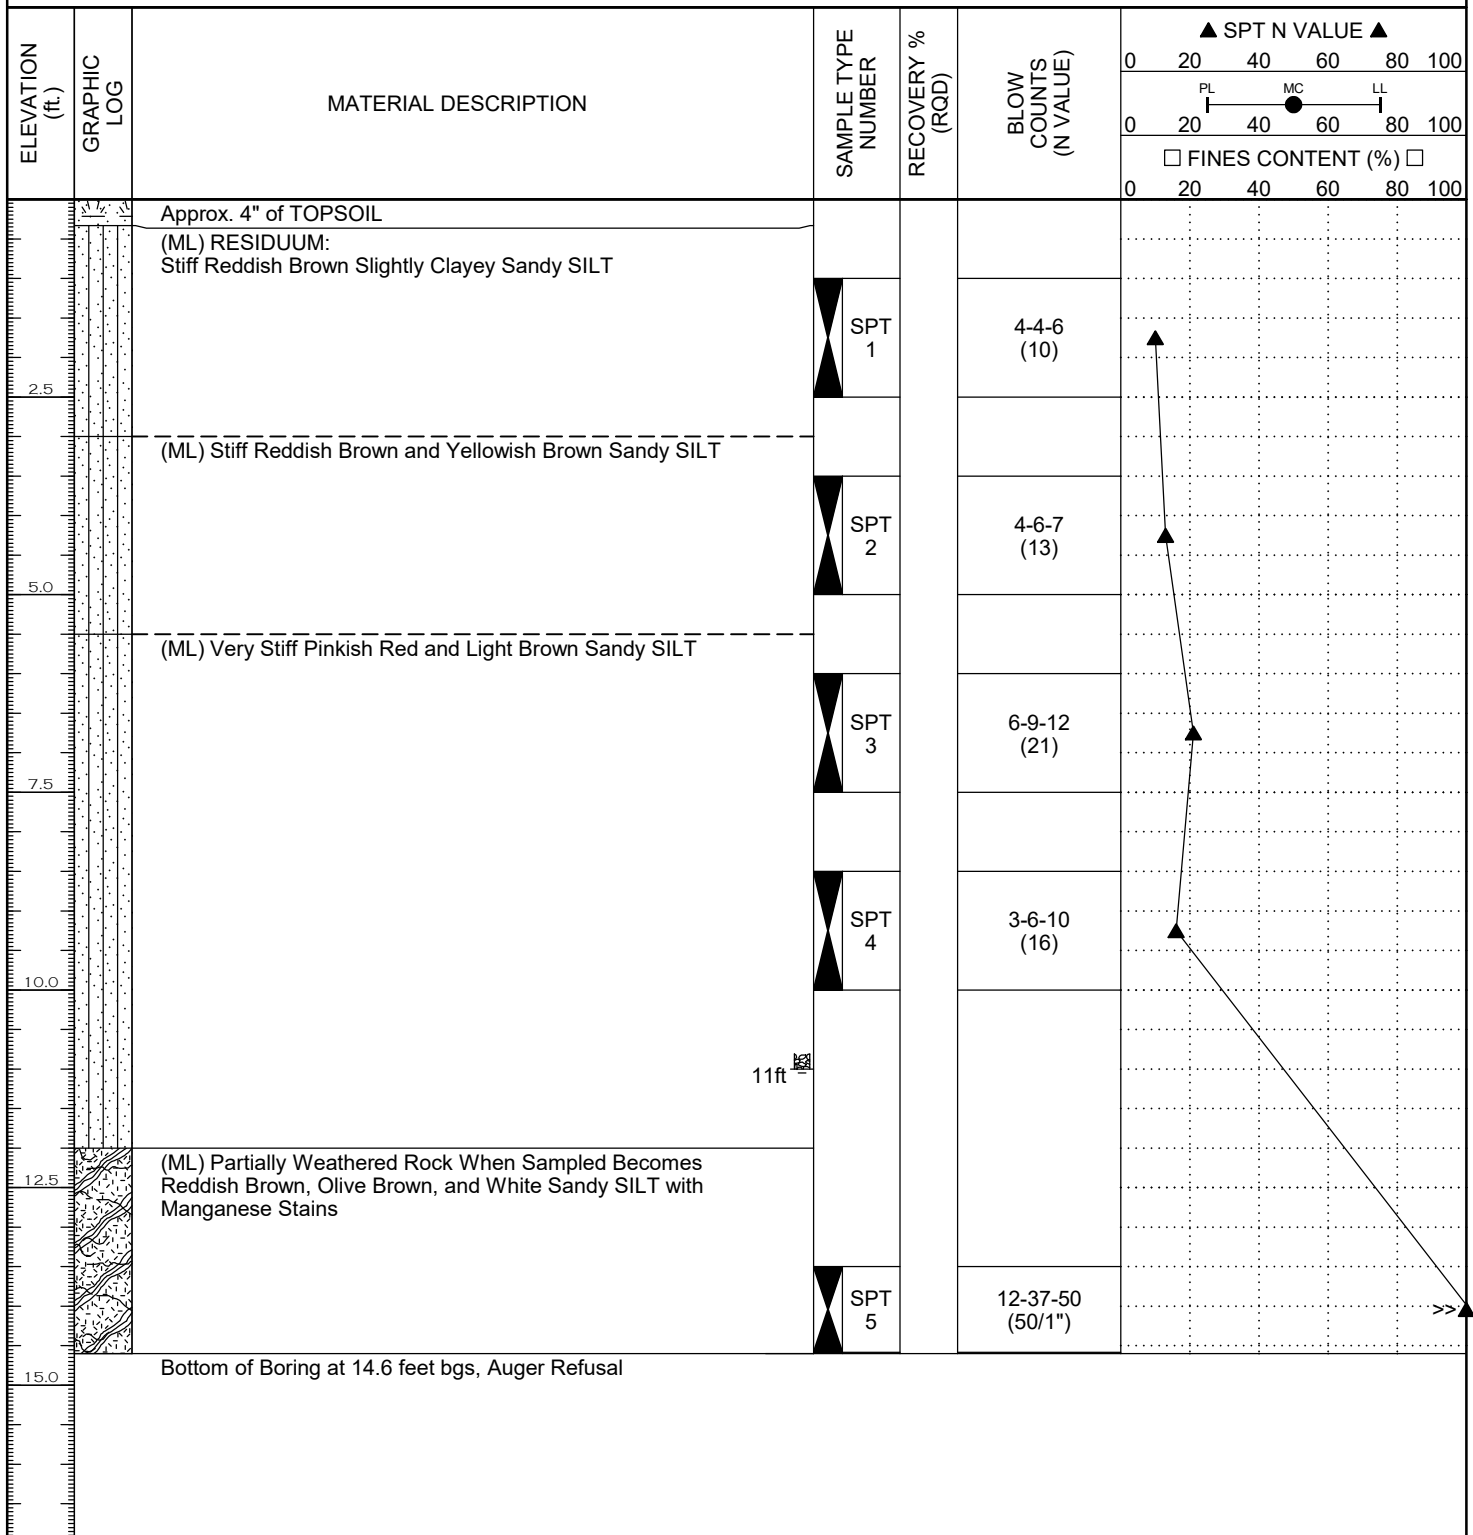 ELEVATION
(ft.)
GRAPHIC
LOG
MATERIAL DESCRIPTION
SAMPLE TYPE
NUMBER
RECOVERY %
(RQD)
BLOW
COUNTS
(N VALUE)
▲ SPT N VALUE ▲
0 20 40 60 80 100
PL MC LL
0 20 40 60 80 100
□ FINES CONTENT (%) □
0 20 40 60 80 100
Approx. 4" of TOPSOIL
(ML) RESIDUUM:
Stiff Reddish Brown Slightly Clayey Sandy SILT
SPT
1
4-4-6
(10)
2.5
(ML) Stiff Reddish Brown and Yellowish Brown Sandy SILT
SPT
2
4-6-7
(13)
5.0
(ML) Very Stiff Pinkish Red and Light Brown Sandy SILT
SPT
3
6-9-12
(21)
7.5
SPT
4
3-6-10
(16)
10.0
11ft
(ML) Partially Weathered Rock When Sampled Becomes
12.5
Reddish Brown, Olive Brown, and White Sandy SILT with
Manganese Stains
SPT
5
12-37-50
(50/1")
>>
Bottom of Boring at 14.6 feet bgs, Auger Refusal
15.0